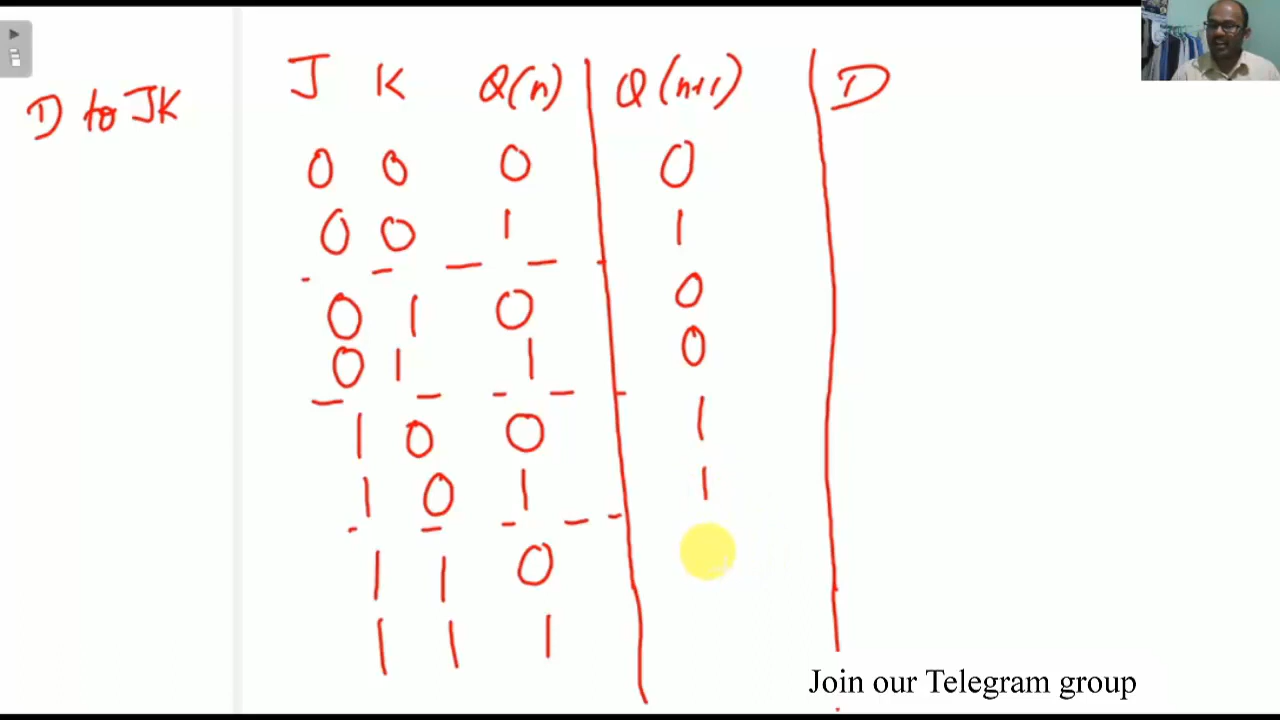 J K Q(n) Q(n+1) D
D to JK
0 0 0 0
0 0 1 1
0 1 0 0
0 1 1 0
1 0 0 1
1 0 1 1
1 1 0
1 1 1
Join our Telegram group